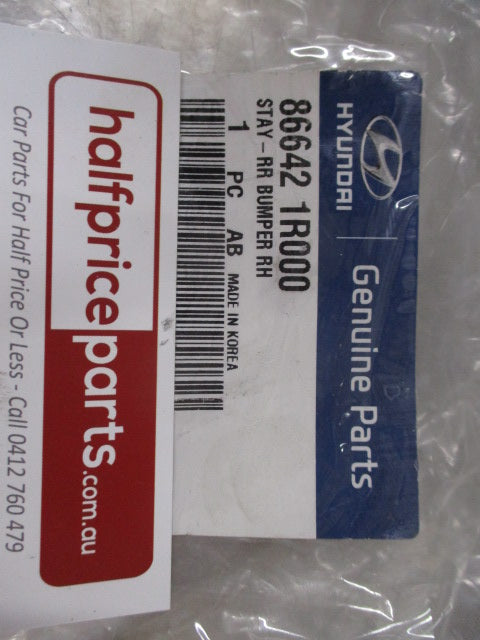 HYUNDAI
Genuine Parts
86642 1R000
STAY-RR BUMPER RH
1 PC AB MADE IN KOREA
halfpriceparts.com.au
Car Parts For Half Price Or Less - Call 0412 760 479